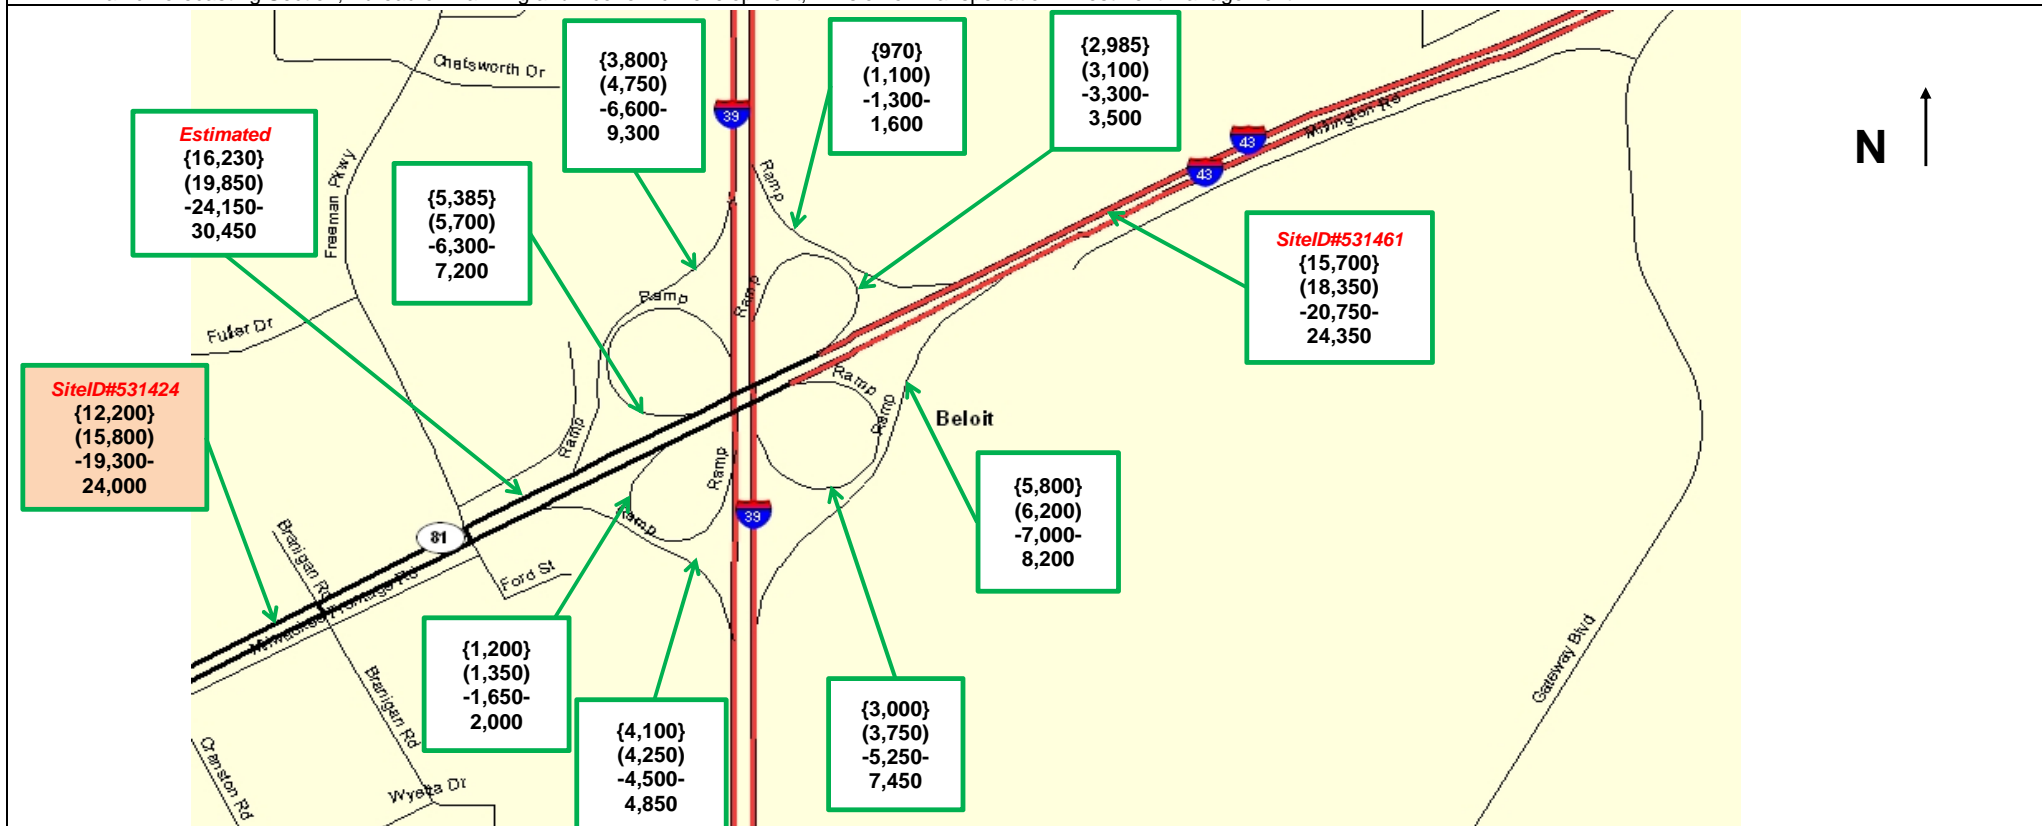 Chatsworth Dr
{3,800}
(4,750)
-6,600-
9,300
39
{970}
(1,100)
-1,300-
1,600
{2,985}
(3,100)
-3,300-
3,500
43
43
N
Estimated
{16,230}
(19,850)
-24,150-
30,450
Freeman Pkwy
{5,385}
(5,700)
-6,300-
7,200
Ramp
Ramp
Ramp
SiteID#531461
{15,700}
(18,350)
-20,750-
24,350
Fuller Dr
SiteID#531424
{12,200}
(15,800)
-19,300-
24,000
Ramp
Ramp
Ramp
Beloit
Ramp
Ramp
39
81
{5,800}
(6,200)
-7,000-
8,200
Branigan Rd
Milwaukee Frontage Rd
Ford St
{1,200}
(1,350)
-1,650-
2,000
{4,100}
(4,250)
-4,500-
4,850
{3,000}
(3,750)
-5,250-
7,450
Gateway Blvd
Branigan Rd
Cranston Rd
Wyetta Dr